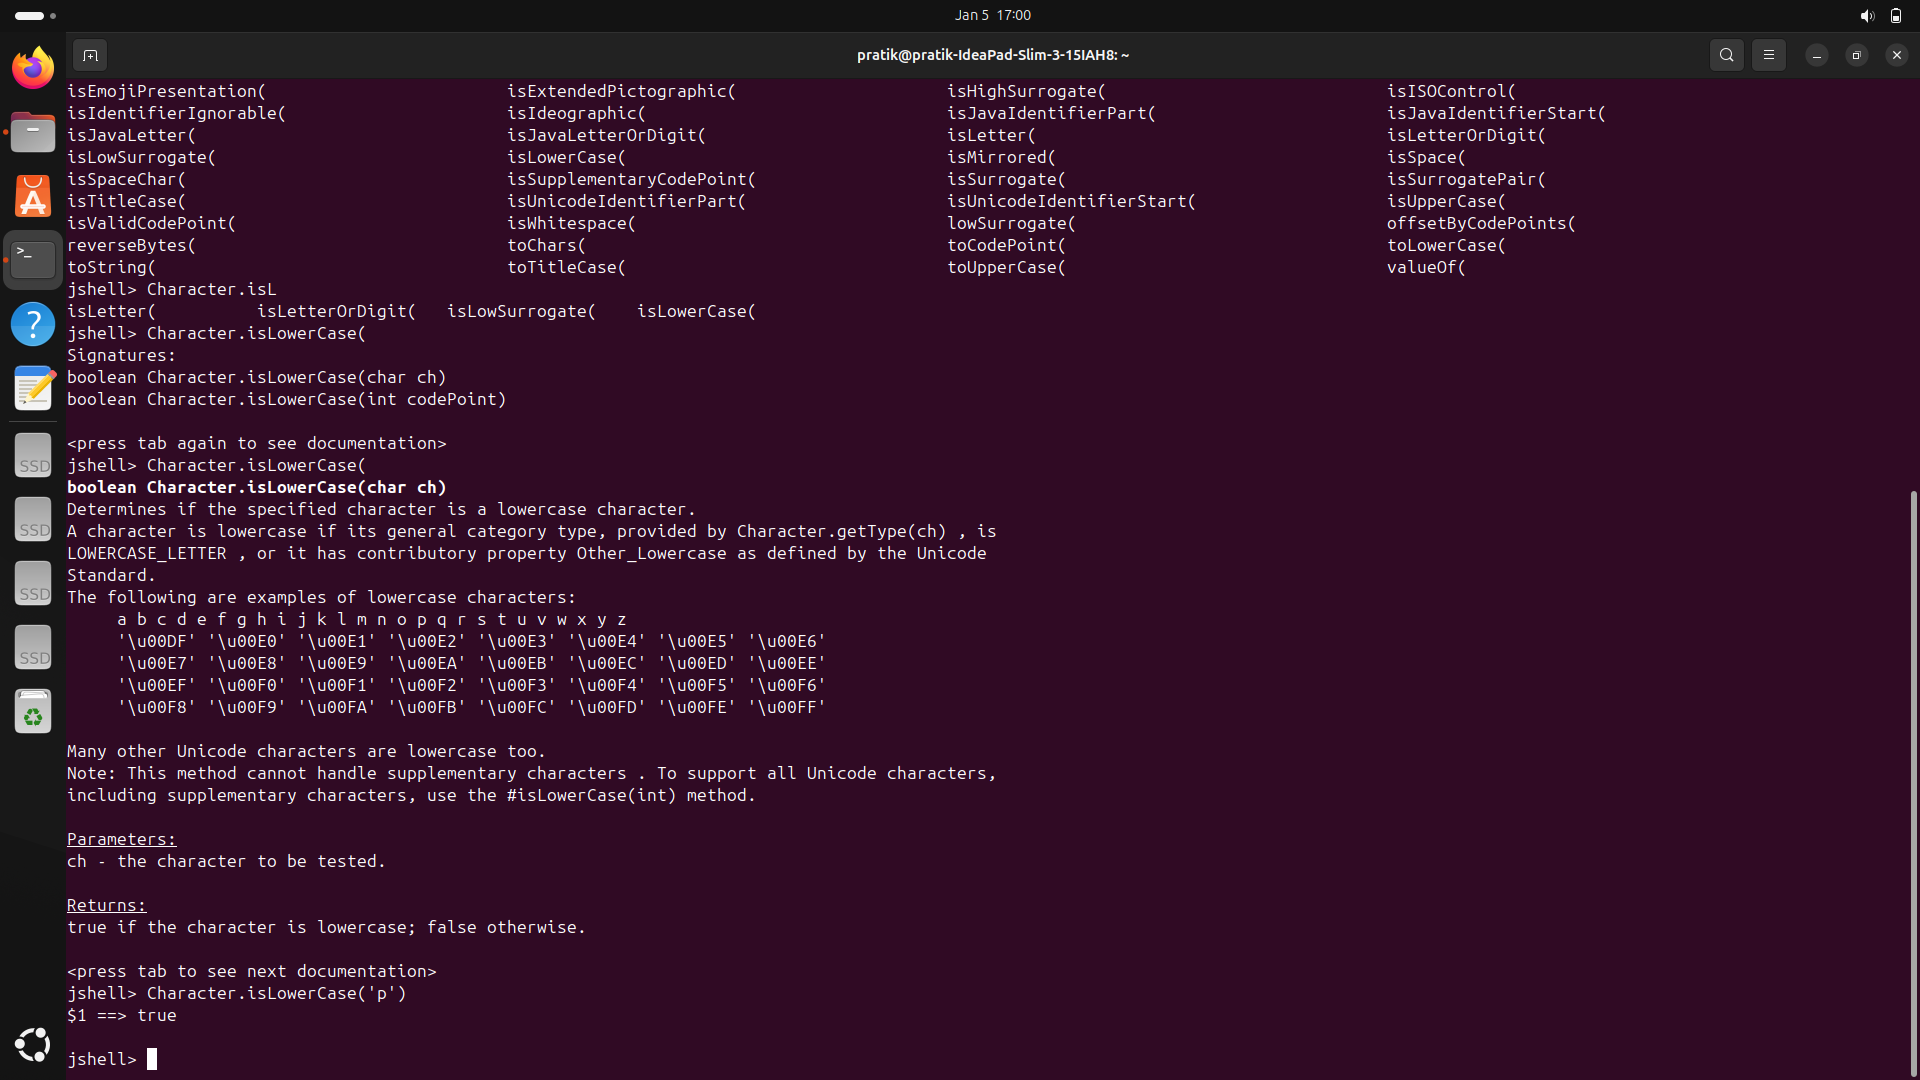 Jan 5 17:00
pratik@pratik-IdeaPad-Slim-3-15IAH8: ~
isEmojiPresentation( isExtendedPictographic( isHighSurrogate( isISOControl(
isIdentifierIgnorable( isIdeographic( isJavaIdentifierPart( isJavaIdentifierStart(
isJavaLetter( isJavaLetterOrDigit( isLetter( isLetterOrDigit(
isLowSurrogate( isLowerCase( isMirrored( isSpace(
isSpaceChar( isSupplementaryCodePoint( isSurrogate( isSurrogatePair(
isTitleCase( isUnicodeIdentifierPart( isUnicodeIdentifierStart( isUpperCase(
isValidCodePoint( isWhitespace( lowSurrogate( offsetByCodePoints(
reverseBytes( toChars( toCodePoint( toLowerCase(
toString( toTitleCase( toUpperCase( valueOf(
jshell> Character.isL
isLetter( isLetterOrDigit( isLowSurrogate( isLowerCase(
jshell> Character.isLowerCase(
Signatures:
boolean Character.isLowerCase(char ch)
boolean Character.isLowerCase(int codePoint)
<press tab again to see documentation>
jshell> Character.isLowerCase(
boolean Character.isLowerCase(char ch)
Determines if the specified character is a lowercase character.
A character is lowercase if its general category type, provided by Character.getType(ch) , is
LOWERCASE_LETTER , or it has contributory property Other_Lowercase as defined by the Unicode
Standard.
The following are examples of lowercase characters:
a b c d e f g h i j k l m n o p q r s t u v w x y z
'\u00DF' '\u00E0' '\u00E1' '\u00E2' '\u00E3' '\u00E4' '\u00E5' '\u00E6'
'\u00E7' '\u00E8' '\u00E9' '\u00EA' '\u00EB' '\u00EC' '\u00ED' '\u00EE'
'\u00EF' '\u00F0' '\u00F1' '\u00F2' '\u00F3' '\u00F4' '\u00F5' '\u00F6'
'\u00F8' '\u00F9' '\u00FA' '\u00FB' '\u00FC' '\u00FD' '\u00FE' '\u00FF'
Many other Unicode characters are lowercase too.
Note: This method cannot handle supplementary characters . To support all Unicode characters,
including supplementary characters, use the #isLowerCase(int) method.
Parameters:
ch - the character to be tested.
Returns:
true if the character is lowercase; false otherwise.
<press tab to see next documentation>
jshell> Character.isLowerCase('p')
$1 ==> true
jshell>
SSD
SSD
SSD
SSD